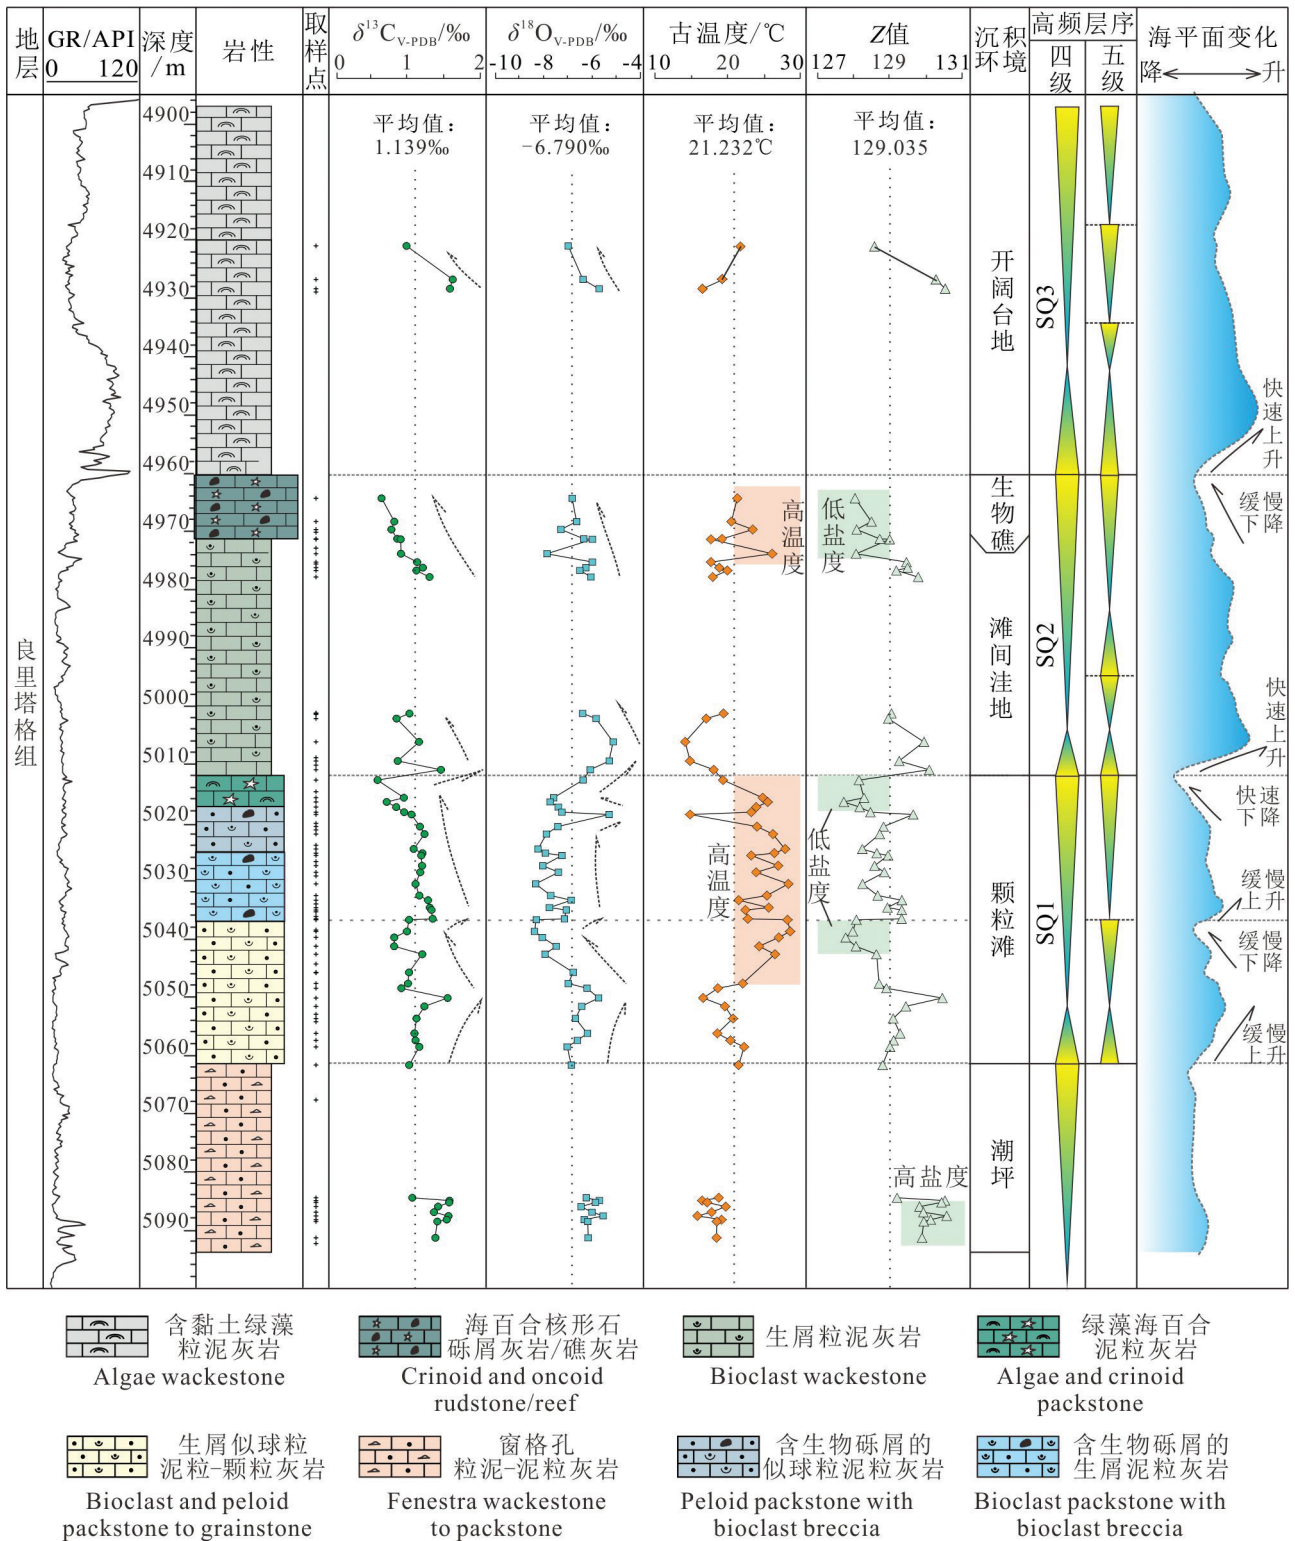 地层
GR/API
0 120
深度
/m
岩性
取样点
δ¹³C V-PDB/‰
0 1 2
δ¹⁸O V-PDB/‰
-10 -8 -6 -4
古温度/℃
10 20 30
Z值
127 129 131
沉积
环境
高频层序
四级
五级
海平面变化
降 升
平均值：
1.139‰
平均值：
−6.790‰
平均值：
21.232℃
平均值：
129.035
良里塔格组
4900
4910
4920
4930
4940
4950
4960
4970
4980
4990
5000
5010
5020
5030
5040
5050
5060
5070
5080
5090
高温度
低盐度
高温度
低盐度
高盐度
开阔台地
生物礁
滩间洼地
颗粒滩
潮坪
SQ3
SQ2
SQ1
快速上升
缓慢
下降
快速上升
快速
下降
缓慢
上升
缓慢
下降
缓慢
上升
含黏土绿藻
粒泥灰岩
Algae wackestone
海百合核形石
砾屑灰岩/礁灰岩
Crinoid and oncoid
rudstone/reef
生屑粒泥灰岩
Bioclast wackestone
绿藻海百合
泥粒灰岩
Algae and crinoid
packstone
生屑似球粒
泥粒-颗粒灰岩
Bioclast and peloid
packstone to grainstone
窗格孔
粒泥-泥粒灰岩
Fenestra wackestone
to packstone
含生物砾屑的
似球粒泥粒灰岩
Peloid packstone with
bioclast breccia
含生物砾屑的
生屑泥粒灰岩
Bioclast packstone with
bioclast breccia